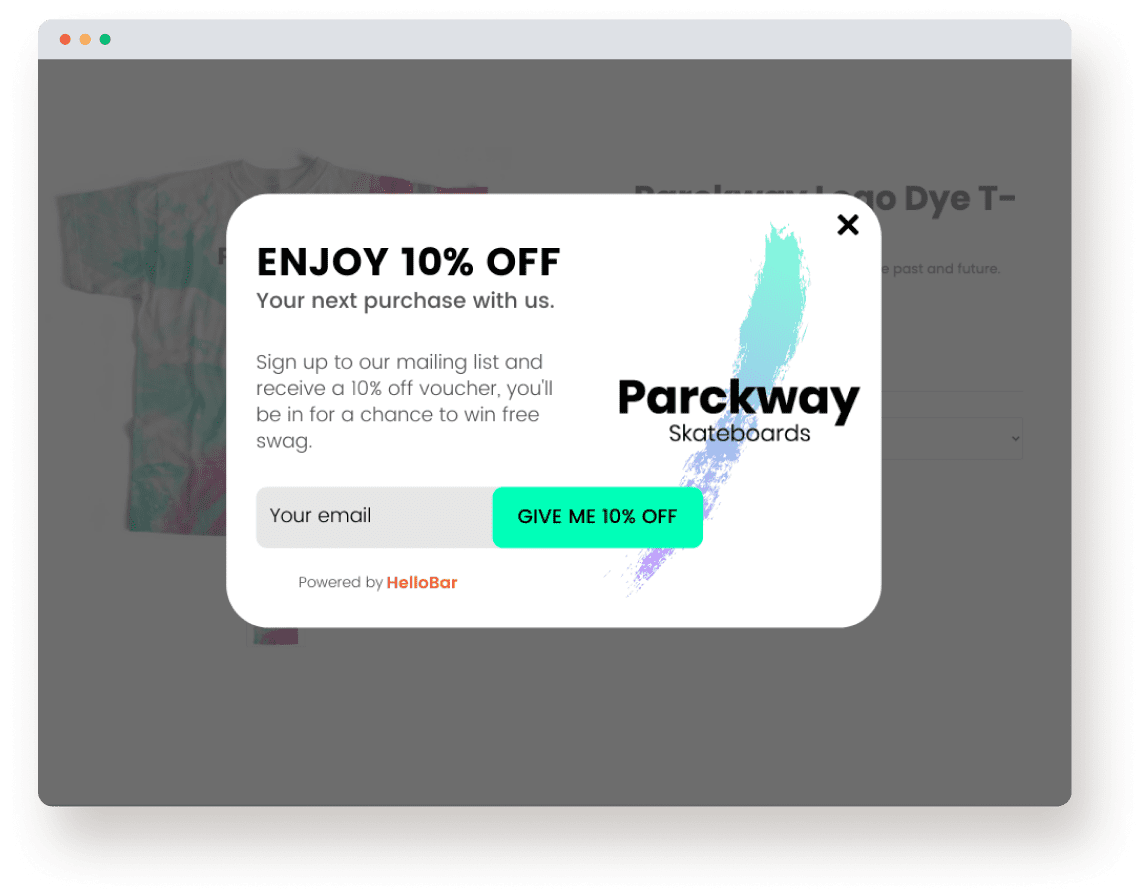 Dye T-
past and future.
ENJOY 10% OFF
Your next purchase with us.
Sign up to our mailing list and
receive a 10% off voucher, you'll
be in for a chance to win free
swag.
Your email
GIVE ME 10% OFF
Powered by HelloBar
Parckway
Skateboards